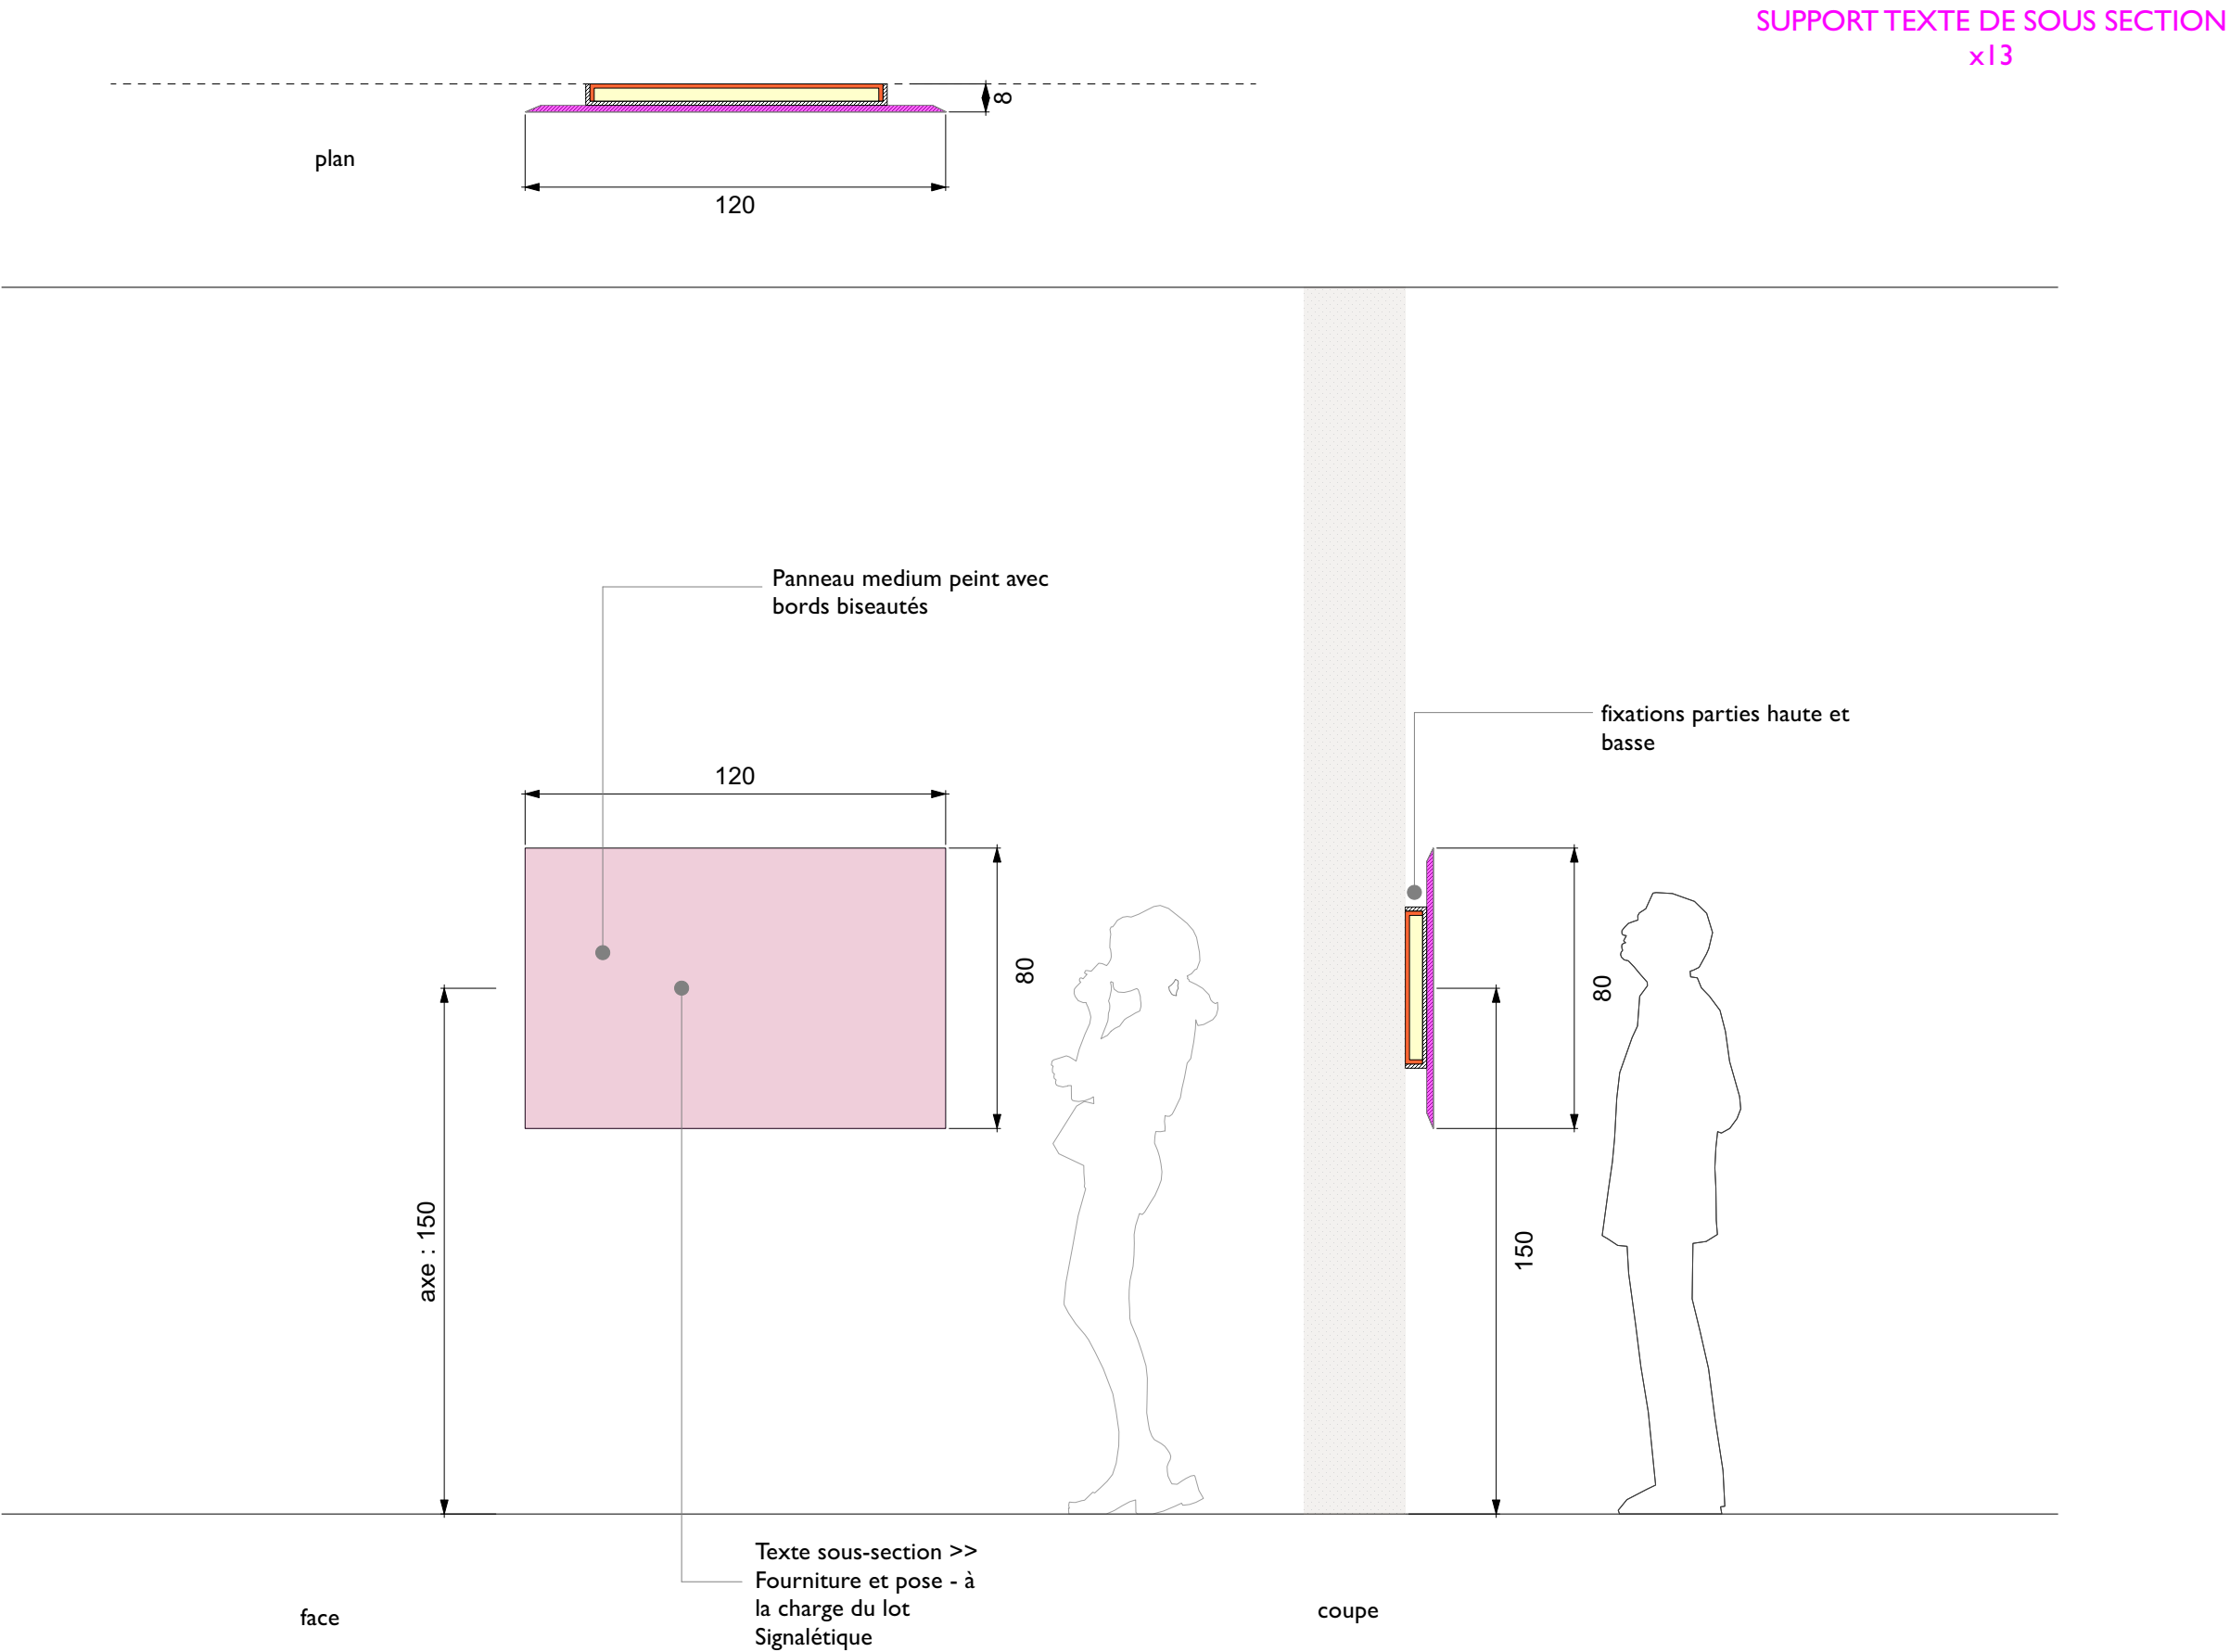 SUPPORT TEXTE DE SOUS SECTION
x13
8
plan
120
Panneau medium peint avec
bords biseautés
fixations parties haute et
basse
120
80
80
axe : 150
150
Texte sous-section >>
Fourniture et pose - à
la charge du lot
Signalétique
face
coupe